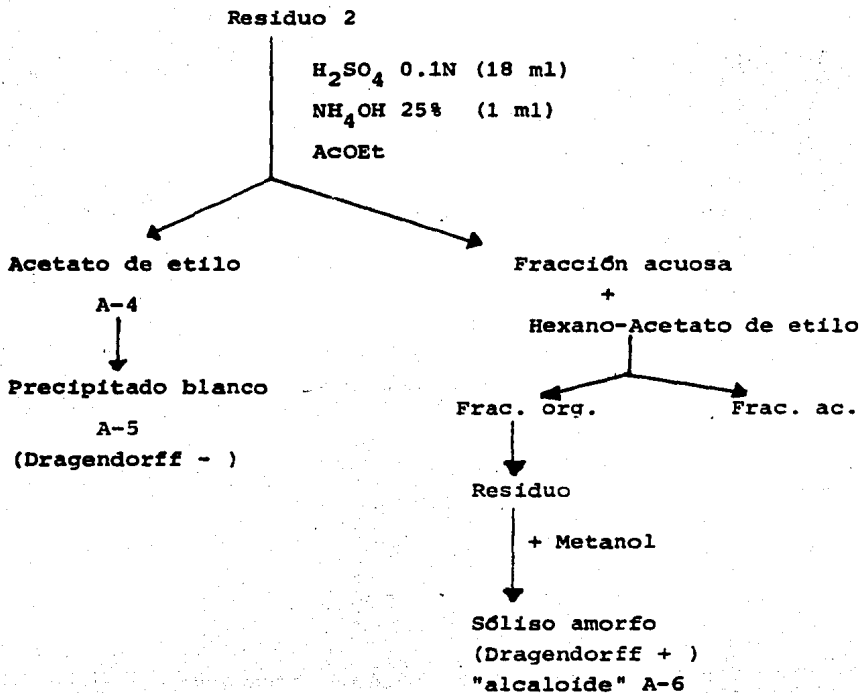 Residuo 2
H2SO4 0.1N (18 ml)
NH4OH 25% (1 ml)
AcOEt
Acetato de etilo
A-4
Precipitado blanco
A-5
(Dragendorff - )
Fracción acuosa
+
Hexano-Acetato de etilo
Frac. org.
Frac. ac.
Residuo
+ Metanol
Sóliso amorfo
(Dragendorff + )
"alcaloide" A-6